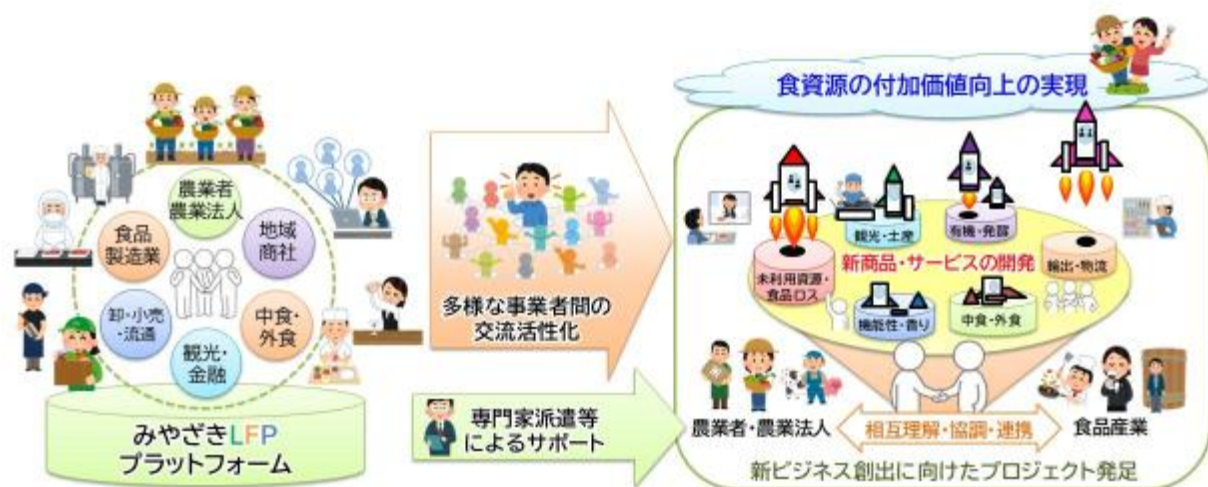 農業者
農業法人
地域
商社
中食・
外食
観光・
金融
卸・小売
・流通
食品
製造業
みやざきLFP
プラットフォーム
多様な事業者間の
交流活性化
専門家派遣等
によるサポート
食資源の付加価値向上の実現
観光・土産
有機・発酵
未利用資源・
食品ロス
新商品・サービスの開発
輸出・物流
機能性・香り
中食・外食
農業者・農業法人
相互理解・協調・連携
食品産業
新ビジネス創出に向けたプロジェクト発足